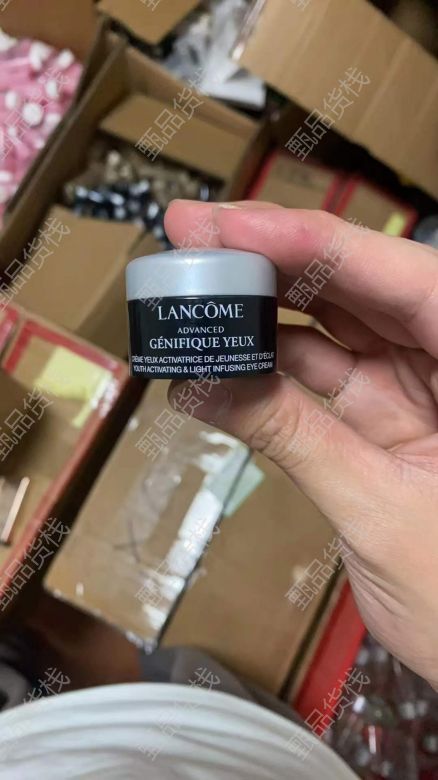 LANCÔME
ADVANCED
GÉNIFIQUE YEUX
CRÈME YEUX ACTIVATRICE DE JEUNESSE ET D'ÉCLAT
YOUTH ACTIVATING & LIGHT INFUSING EYE CREAM
甄品货栈